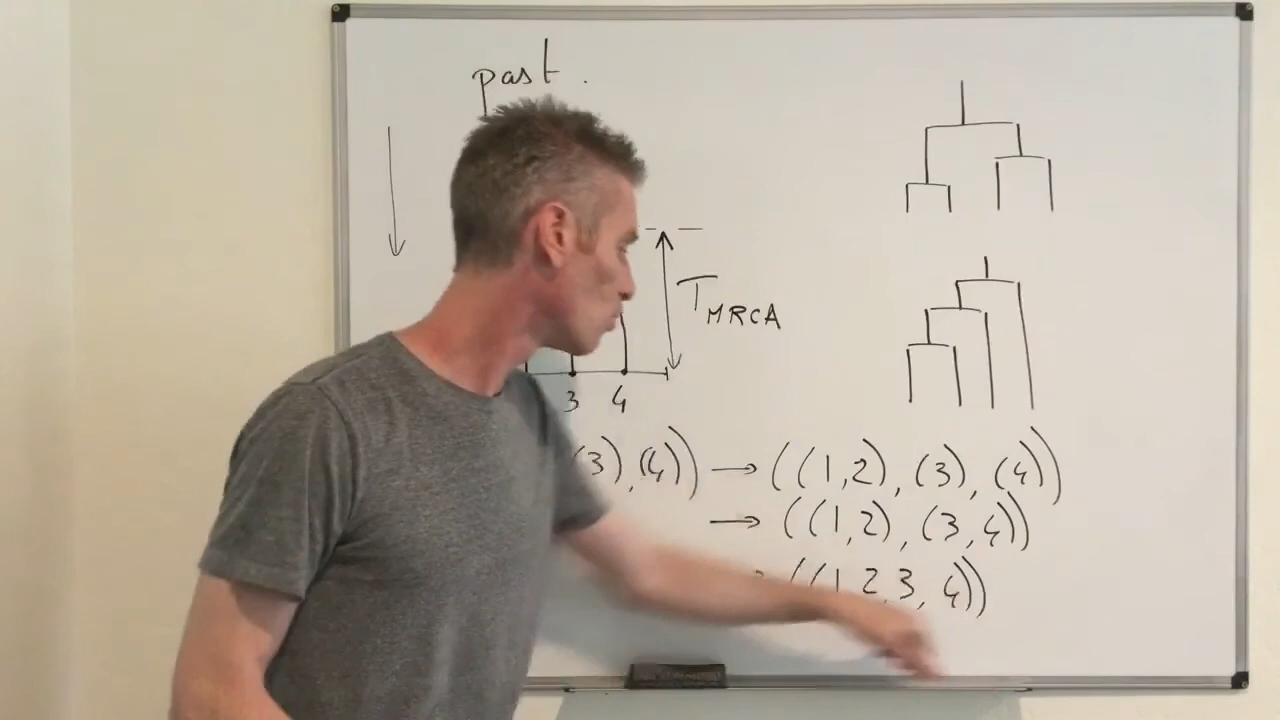 past .
T MRCA
3 4
(3), (4)) → ((1,2), (3), (4))
→ ((1,2), (3,4))
((1,2,3,4))